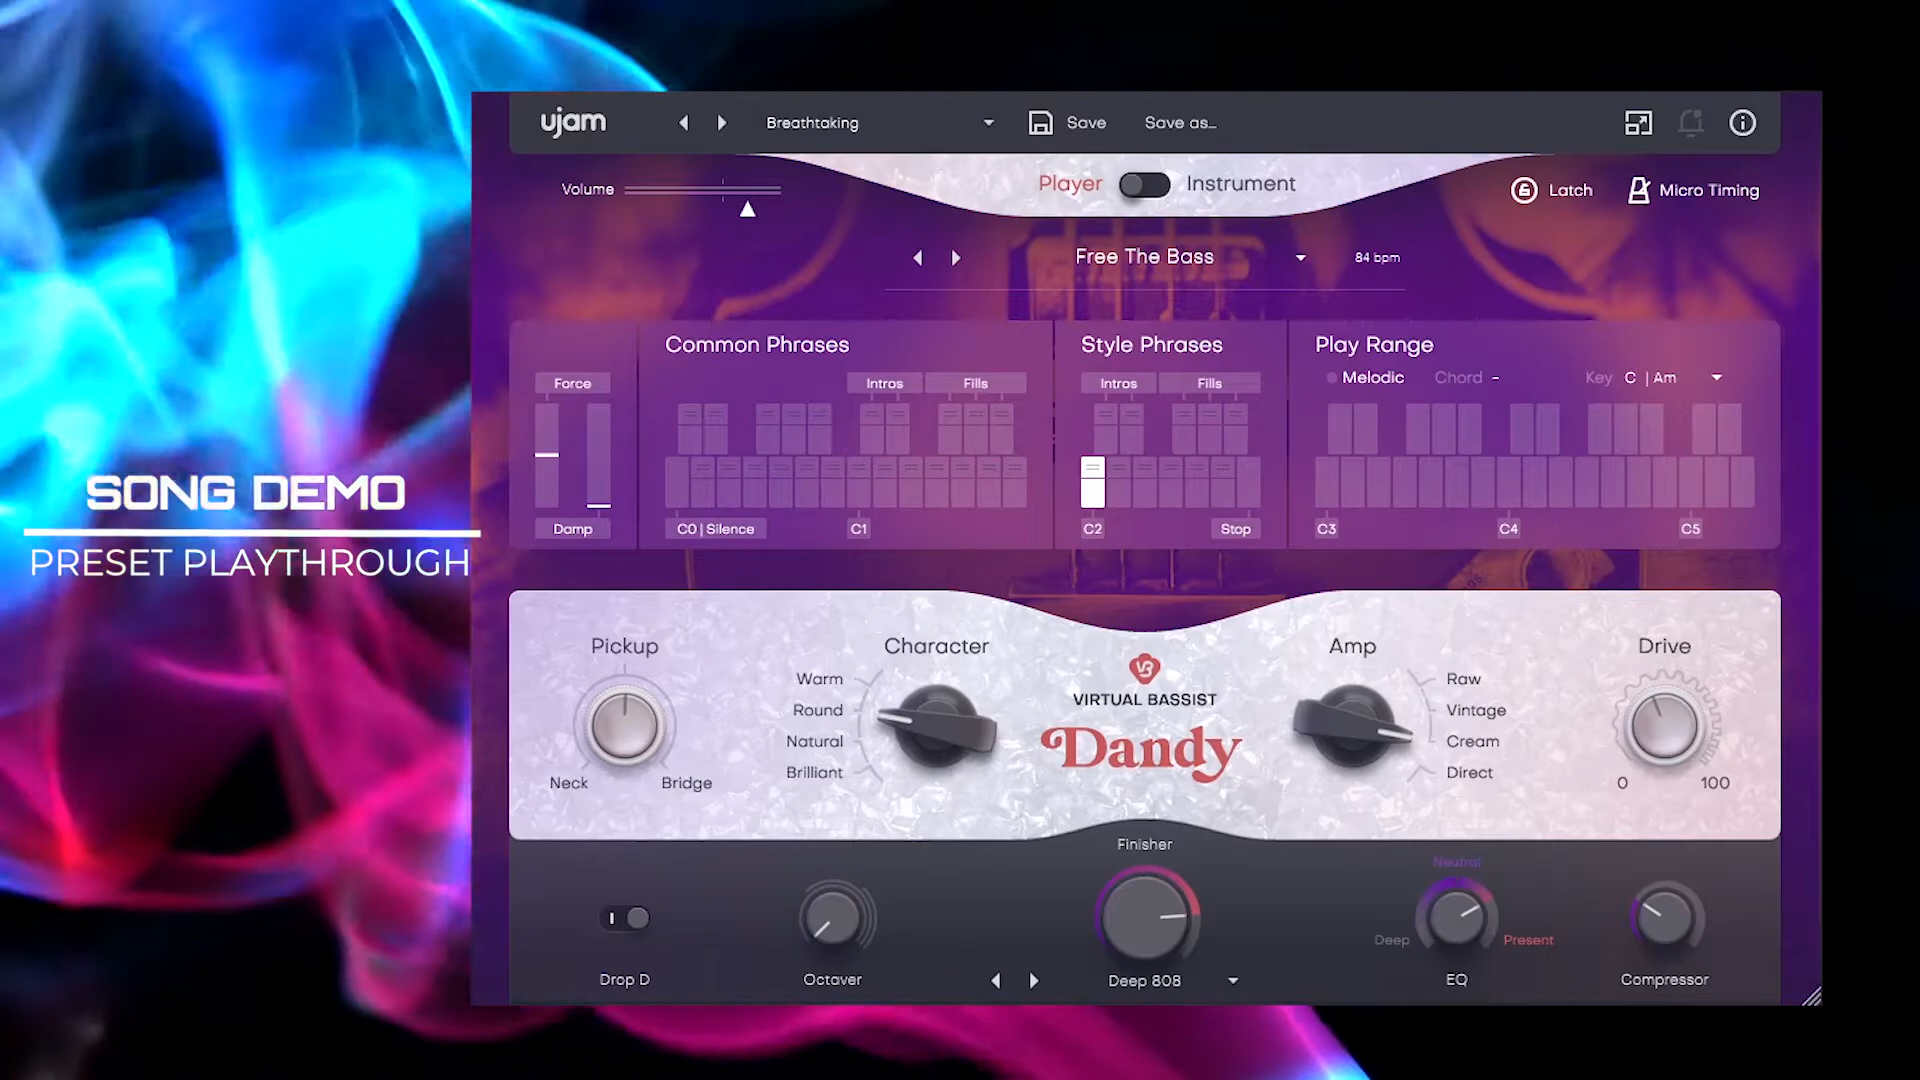 ujam
Breathtaking
Save
Save as...
Volume
Player
Instrument
Latch
Micro Timing
Free The Bass
84 bpm
Common Phrases
Style Phrases
Play Range
Force
Intros
Fills
Intros
Fills
Melodic
Chord -
Key C | Am
SONG DEMO
PRESET PLAYTHROUGH
Damp
C0 | Silence
C1
C2
Stop
C3
C4
C5
Pickup
Neck
Bridge
Character
Warm
Round
Natural
Brilliant
VB
VIRTUAL BASSIST
Dandy
Amp
Raw
Vintage
Cream
Direct
Drive
0
100
Finisher
Neutral
Deep
Present
Drop D
Octaver
Deep 808
EQ
Compressor